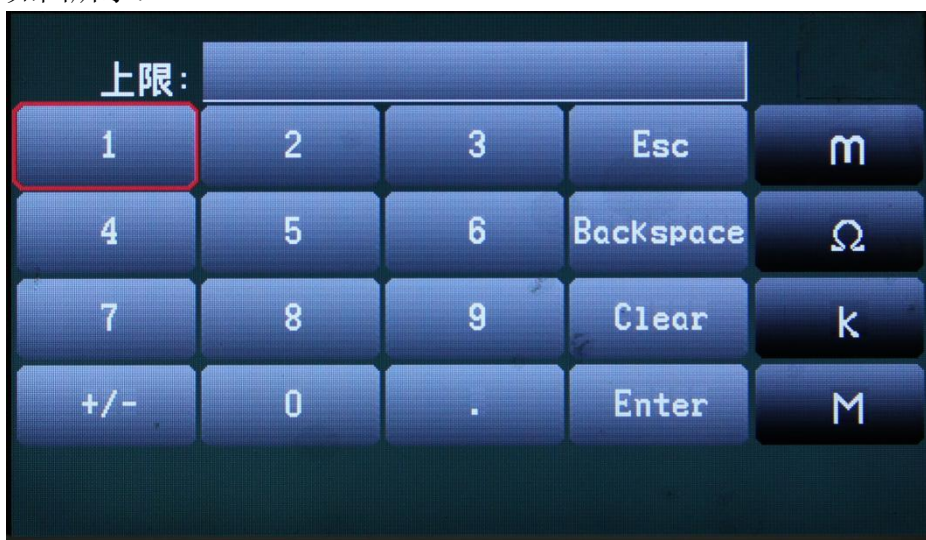 上限:
1 2 3 Esc m
4 5 6 Backspace Ω
7 8 9 Clear k
+/- 0 . Enter M